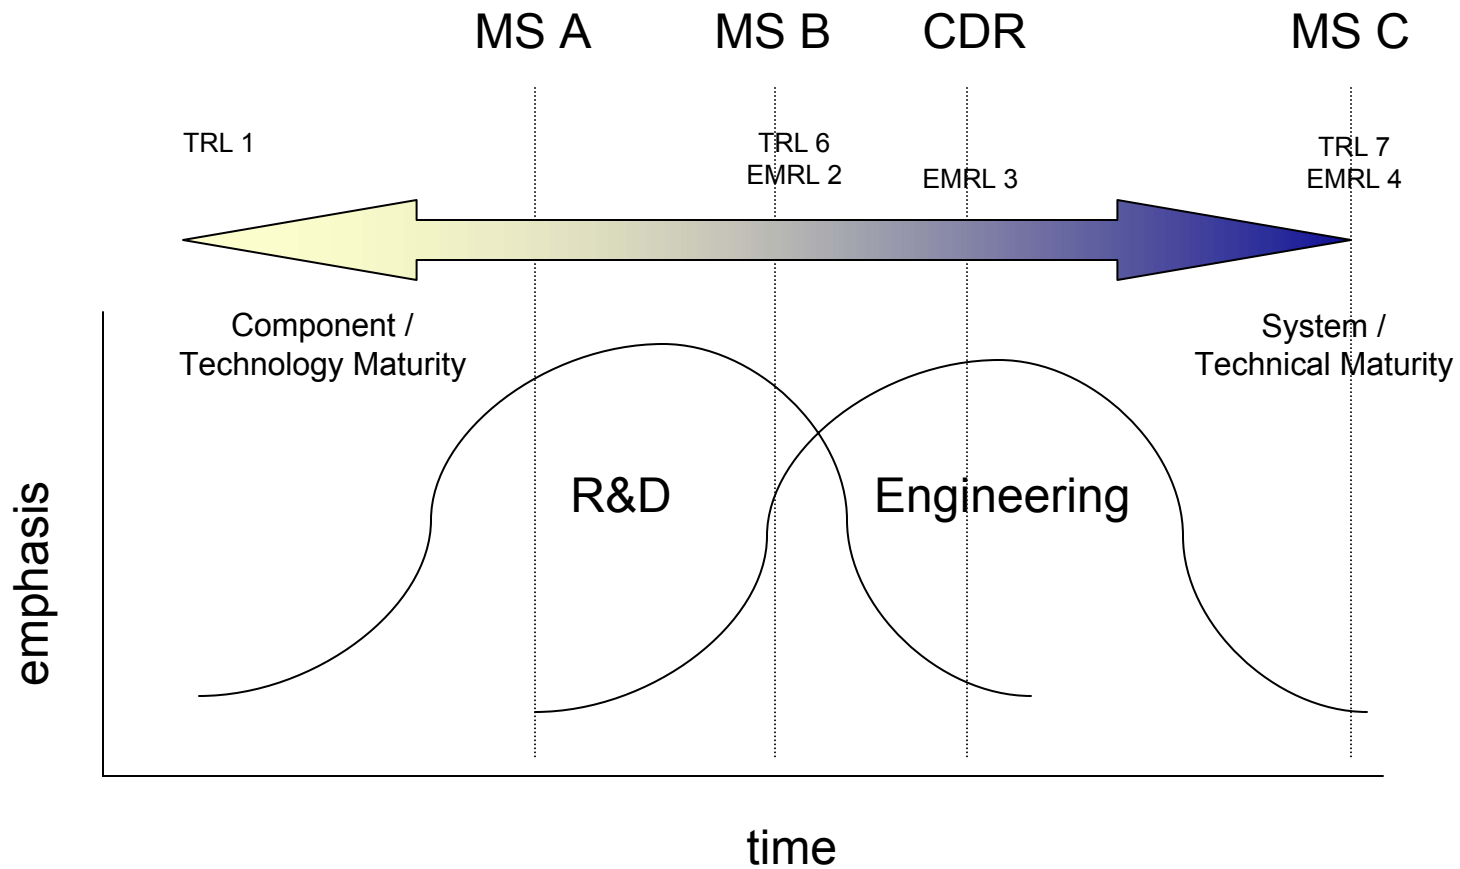 MS A
MS B
CDR
MS C
TRL 1
TRL 6
EMRL 2
EMRL 3
TRL 7
EMRL 4
Component /
Technology Maturity
System /
Technical Maturity
R&D
Engineering
emphasis
time